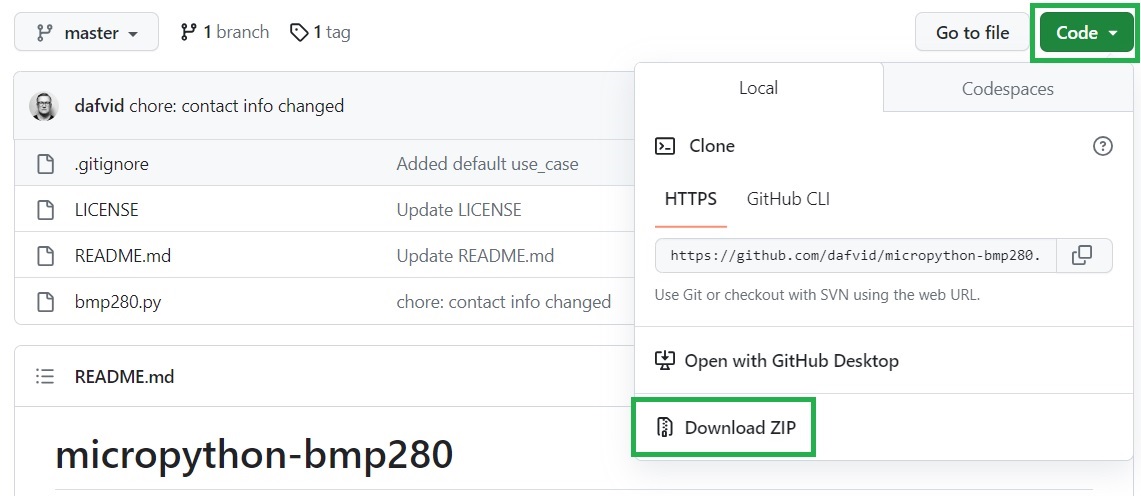 master
1 branch
1 tag
Go to file
Code
dafvid chore: contact info changed
.gitignore Added default use_case
LICENSE Update LICENSE
README.md Update README.md
bmp280.py chore: contact info changed
Local Codespaces
Clone
HTTPS GitHub CLI
https://github.com/dafvid/micropython-bmp280.
Use Git or checkout with SVN using the web URL.
Open with GitHub Desktop
Download ZIP
README.md
micropython-bmp280